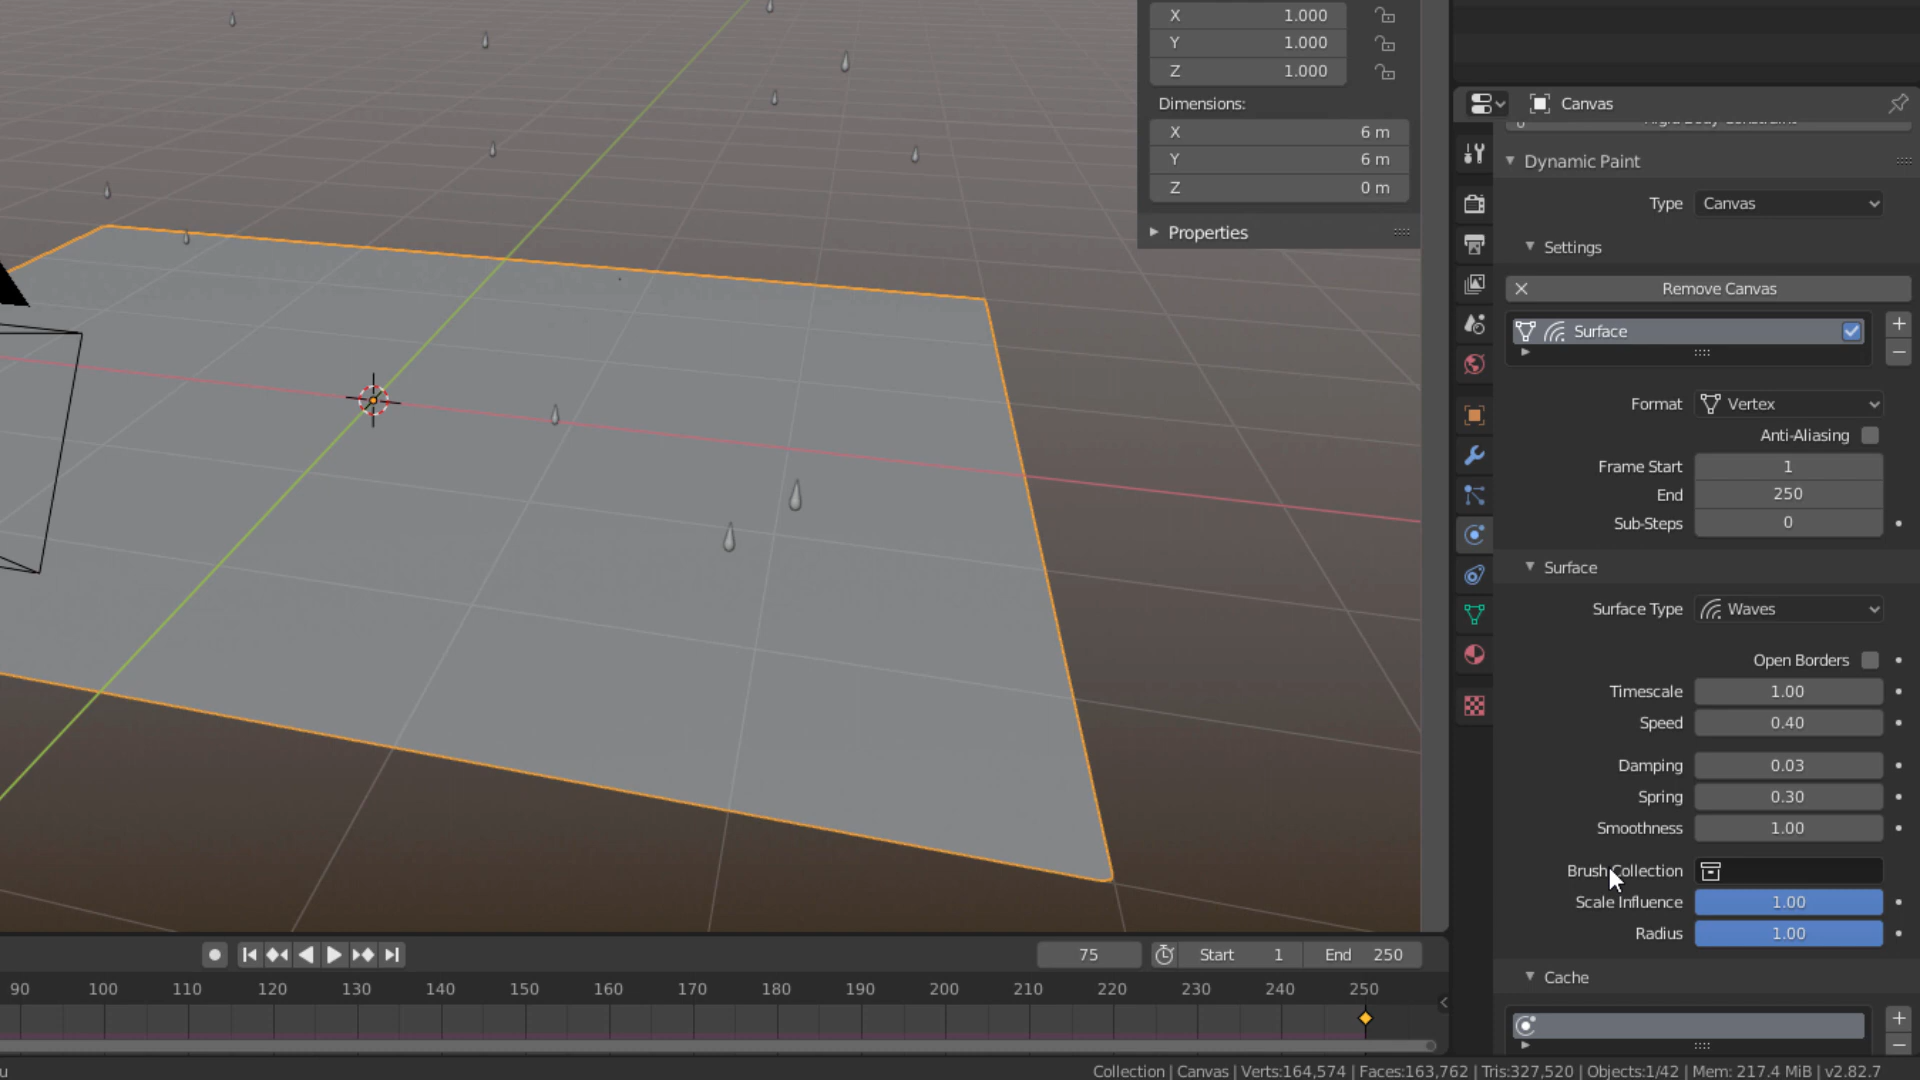 X 1.000
Y 1.000
Z 1.000
Dimensions:
X 6 m
Y 6 m
Z 0 m
Properties
Canvas
Rigid Body Constraint
Dynamic Paint
Type Canvas
Settings
Remove Canvas
Surface
Format Vertex
Anti-Aliasing
Frame Start 1
End 250
Sub-Steps 0
Surface
Surface Type Waves
Open Borders
Timescale 1.00
Speed 0.40
Damping 0.03
Spring 0.30
Smoothness 1.00
Brush Collection
Scale Influence 1.00
Radius 1.00
Cache
75 Start 1 End 250
90 100 110 120 130 140 150 160 170 180 190 200 210 220 230 240 250
u
Collection | Canvas | Verts:164,574 | Faces:163,762 | Tris:327,520 | Objects:1/42 | Mem: 217.4 MiB | v2.82.7